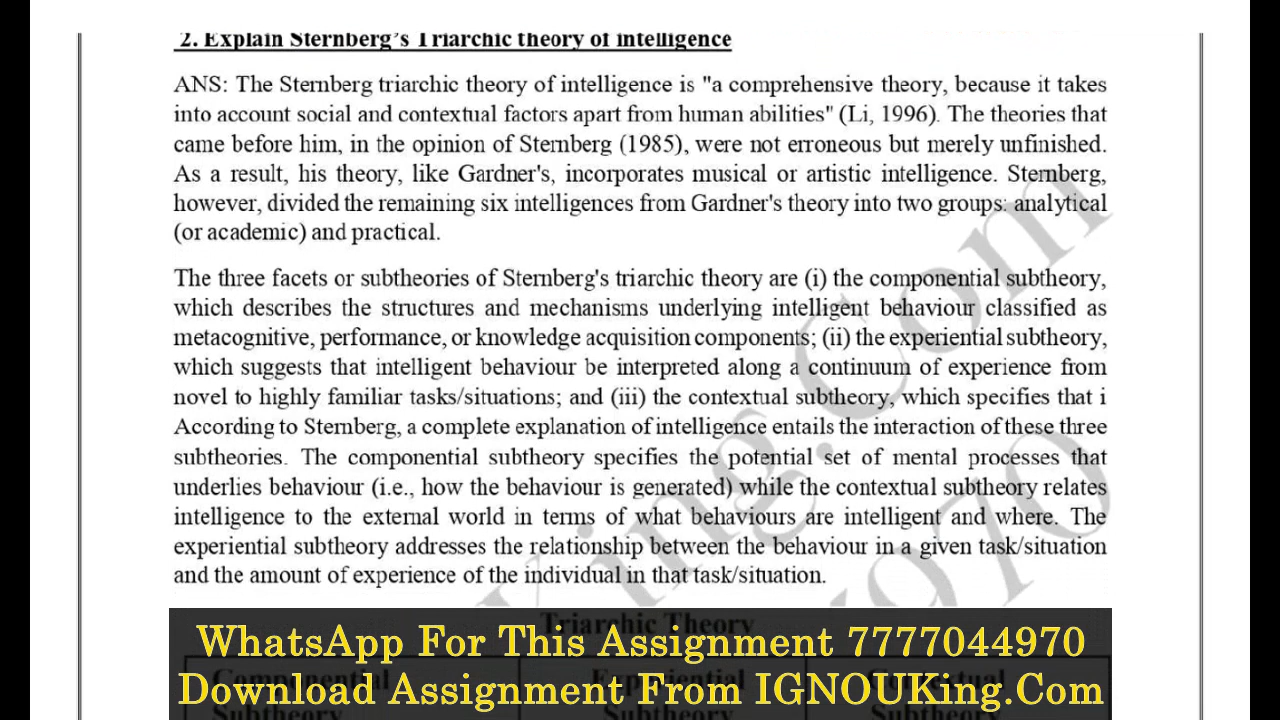 2. Explain Sternberg's Triarchic theory of intelligence
ANS: The Sternberg triarchic theory of intelligence is "a comprehensive theory, because it takes
into account social and contextual factors apart from human abilities" (Li, 1996). The theories that
came before him, in the opinion of Sternberg (1985), were not erroneous but merely unfinished.
As a result, his theory, like Gardner's, incorporates musical or artistic intelligence. Sternberg,
however, divided the remaining six intelligences from Gardner's theory into two groups: analytical
(or academic) and practical.
The three facets or subtheories of Sternberg's triarchic theory are (i) the componential subtheory,
which describes the structures and mechanisms underlying intelligent behaviour classified as
metacognitive, performance, or knowledge acquisition components; (ii) the experiential subtheory,
which suggests that intelligent behaviour be interpreted along a continuum of experience from
novel to highly familiar tasks/situations; and (iii) the contextual subtheory, which specifies that i
According to Sternberg, a complete explanation of intelligence entails the interaction of these three
subtheories. The componential subtheory specifies the potential set of mental processes that
underlies behaviour (i.e., how the behaviour is generated) while the contextual subtheory relates
intelligence to the external world in terms of what behaviours are intelligent and where. The
experiential subtheory addresses the relationship between the behaviour in a given task/situation
and the amount of experience of the individual in that task/situation.
Triarchic Theory
WhatsApp For This Assignment 7777044970
Download Assignment From IGNOUKing.Com
Subtheory Subtheory Subtheory